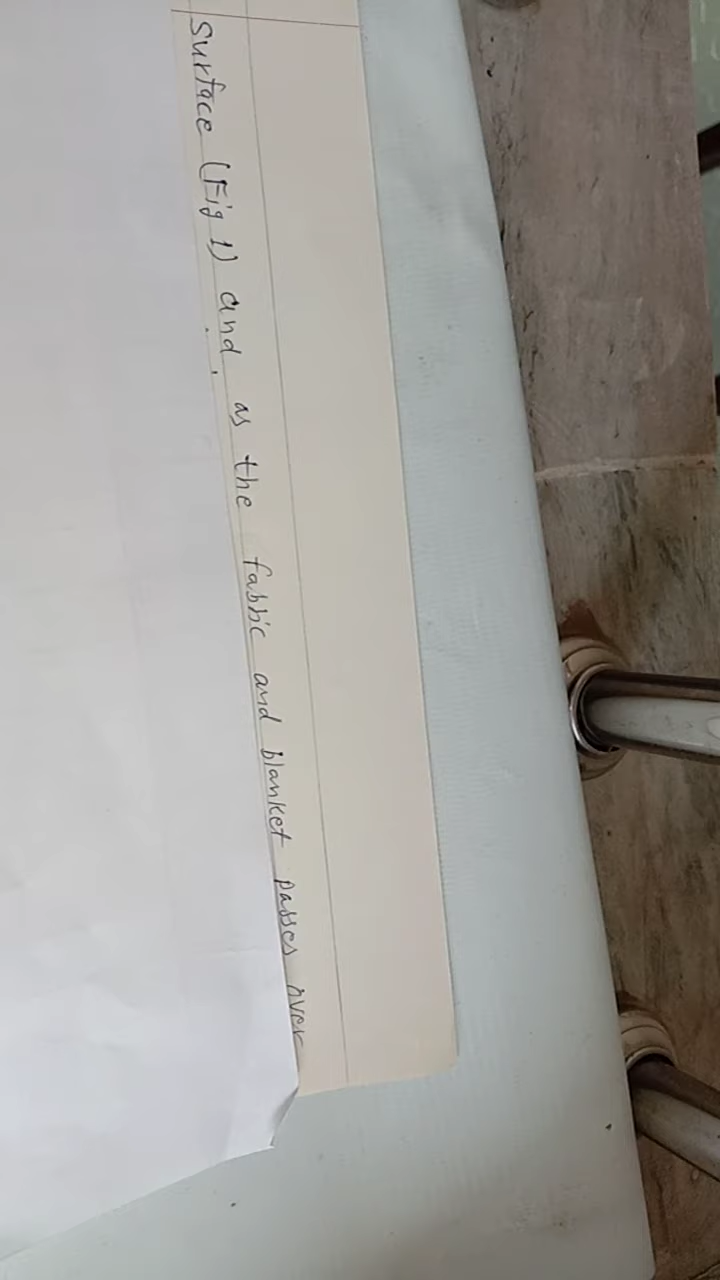 Surface (Fig 1) and as the fabric and blanket passes over